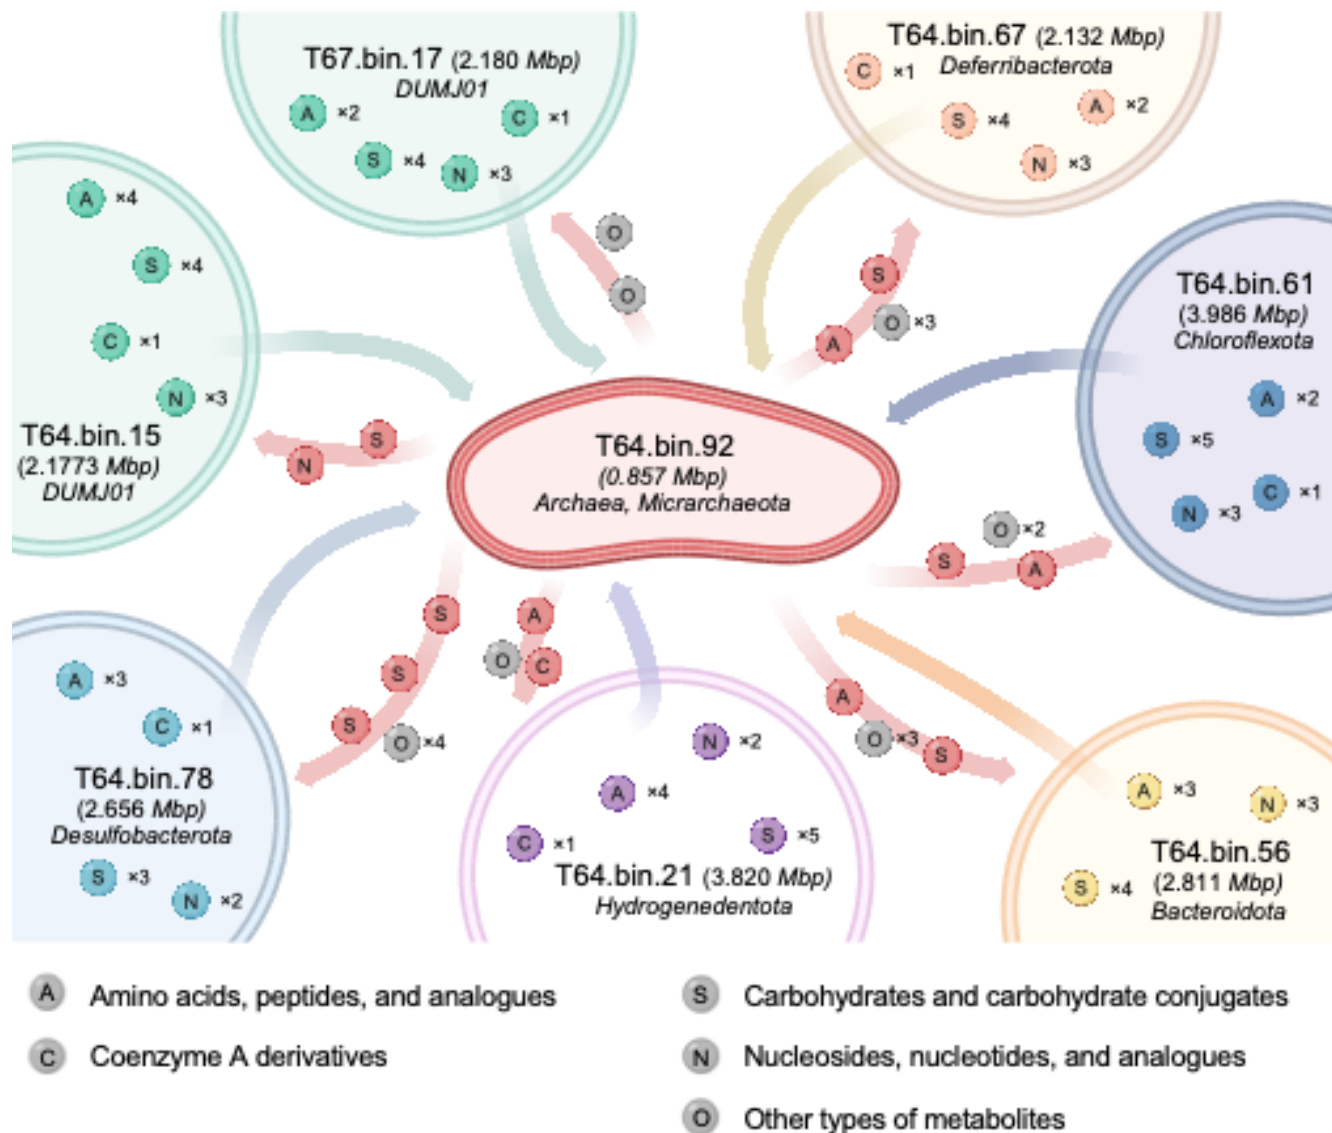 T67.bin.17 (2.180 Mbp)
DUMJ01
A ×2
C ×1
S ×4
N ×3
T64.bin.67 (2.132 Mbp)
Deferribacterota
C ×1
S ×4
A ×2
N ×3
A ×4
S ×4
C ×1
N ×3
T64.bin.15
(2.1773 Mbp)
DUMJ01
O
O
S
O ×3
A
T64.bin.61
(3.986 Mbp)
Chloroflexota
A ×2
S ×5
C ×1
N ×3
S
N
T64.bin.92
(0.857 Mbp)
Archaea, Micrarchaeota
O ×2
S
A
S
S
S
O ×4
A
O
C
A
O ×3
S
A ×3
C ×1
T64.bin.78
(2.656 Mbp)
Desulfobacterota
S ×3
N ×2
N ×2
A ×4
C ×1
S ×5
T64.bin.21 (3.820 Mbp)
Hydrogenedentota
A ×3
N ×3
T64.bin.56
S ×4
(2.811 Mbp)
Bacteroidota
A Amino acids, peptides, and analogues
C Coenzyme A derivatives
S Carbohydrates and carbohydrate conjugates
N Nucleosides, nucleotides, and analogues
O Other types of metabolites